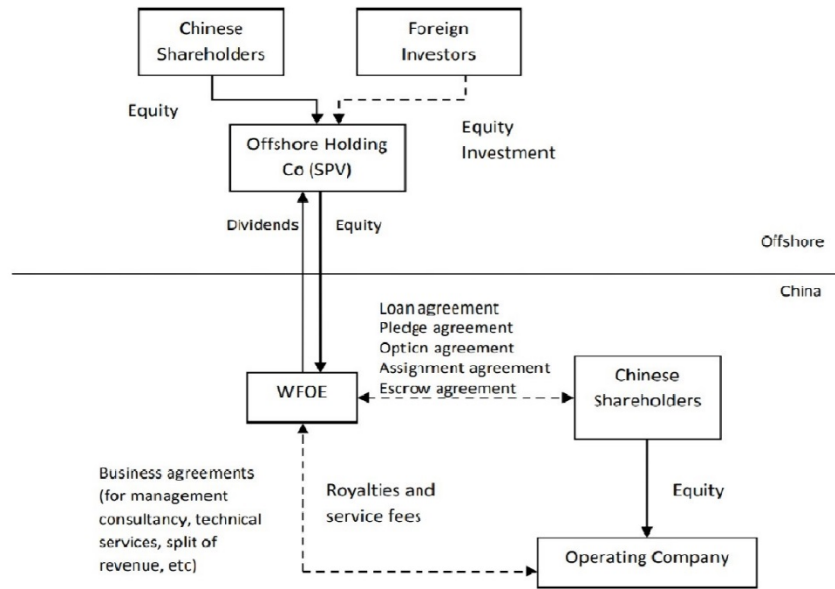 Chinese
Shareholders
Foreign
Investors
Equity
Equity
Investment
Offshore Holding
Co (SPV)
Dividends
Equity
Offshore
China
Loan agreement
Pledge agreement
Option agreement
Assignment agreement
Escrow agreement
WFOE
Chinese
Shareholders
Business agreements
(for management
consultancy, technical
services, split of
revenue, etc)
Royalties and
service fees
Equity
Operating Company